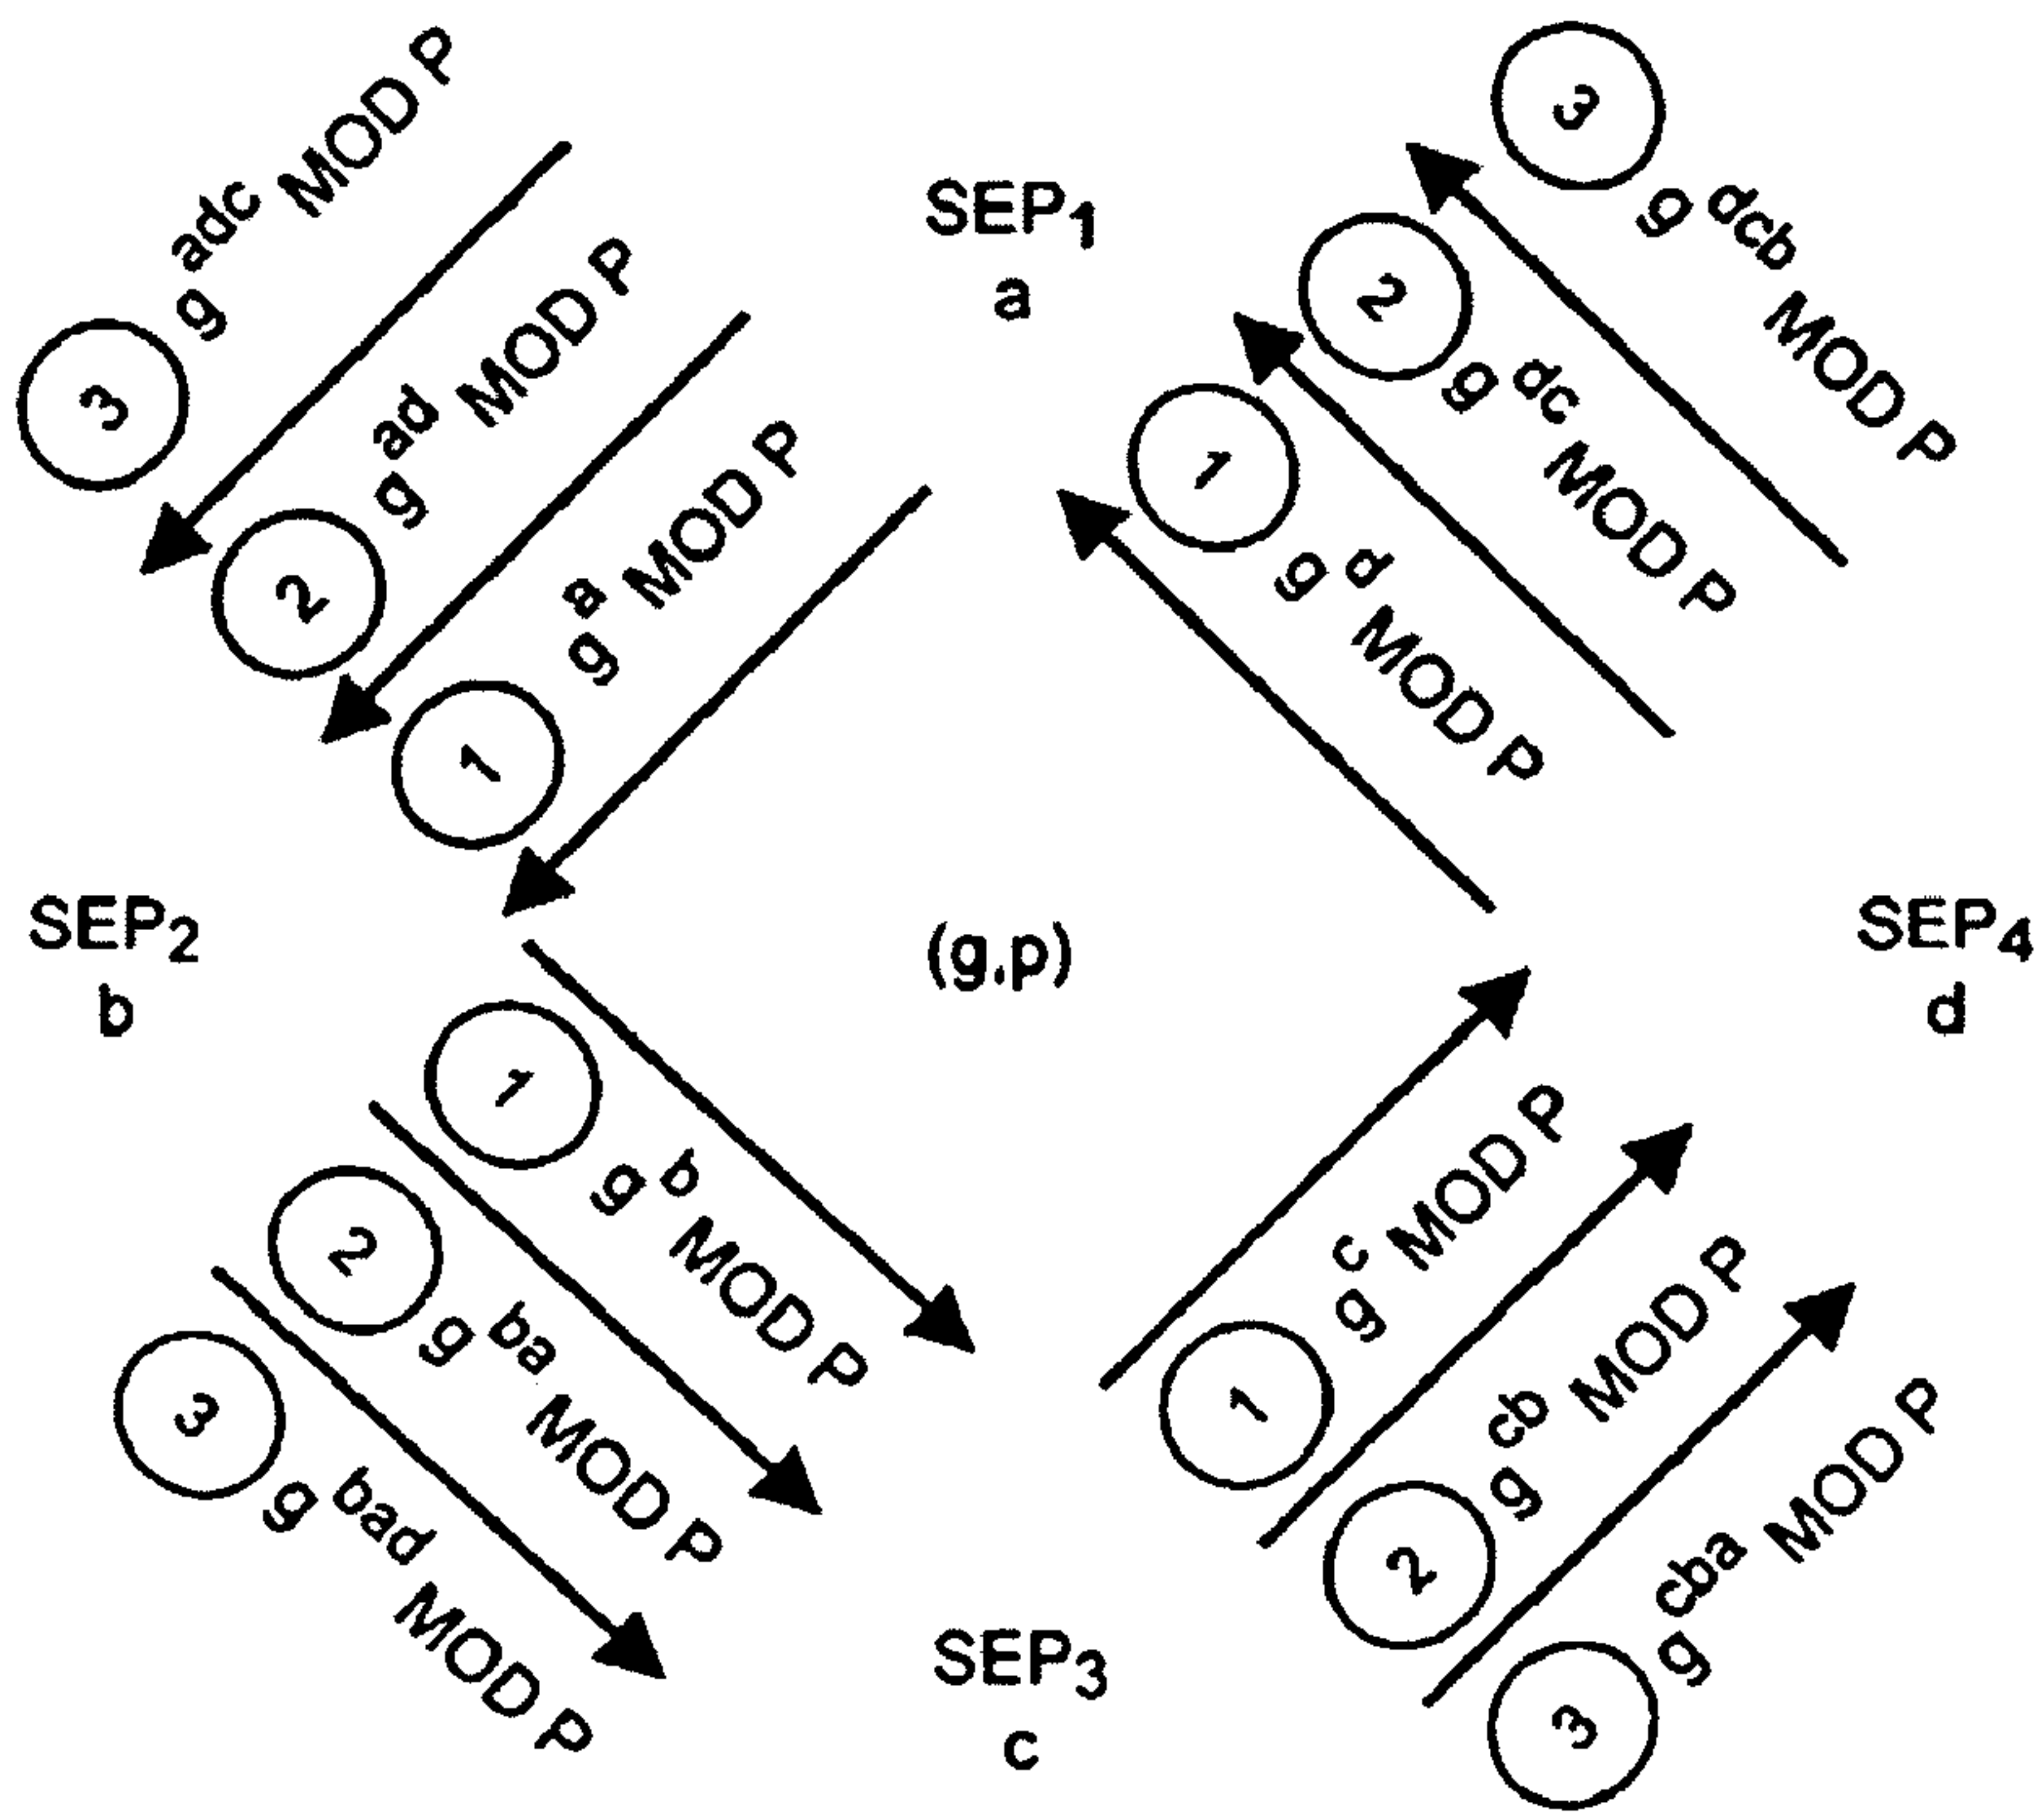 3 g adc MOD P
2 g ad MOD P
1 g a MOD P
SEP1
a
3 g dcb MOD P
2 g dc MOD P
1 g d MOD P
SEP2
b
(g,p)
SEP4
d
1 g b MOD P
2 g ba MOD P
3 g bad MOD P
1 g c MOD P
2 g cb MOD P
3 g cba MOD P
SEP3
c